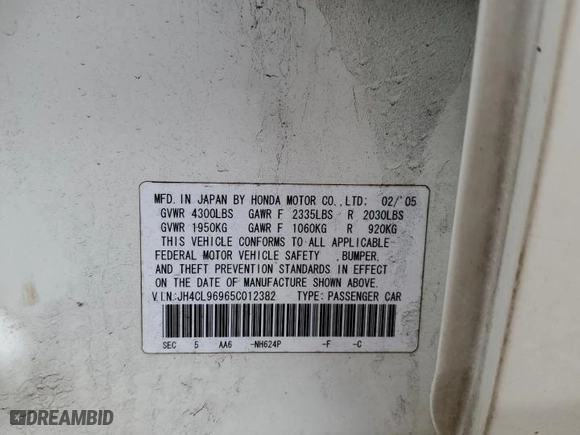 MFD. IN JAPAN BY HONDA MOTOR CO., LTD: 02/'05
GVWR 4300LBS GAWR F 2335LBS R 2030LBS
GVWR 1950KG GAWR F 1060KG R 920KG
THIS VEHICLE CONFORMS TO ALL APPLICABLE
FEDERAL MOTOR VEHICLE SAFETY ,BUMPER,
AND THEFT PREVENTION STANDARDS IN EFFECT
ON THE DATE OF MANUFACTURE SHOWN ABOVE.
V.I.N:JH4CL96965C012382 TYPE: PASSENGER CAR
SEC 5 AA6 -NH624P -F -C
DREAMBID